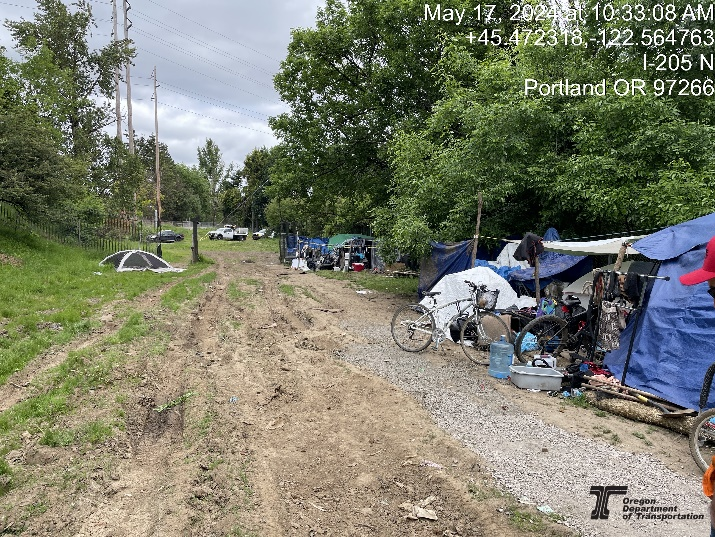 May 17, 2024 at 10:33:08 AM
+45.472318,-122.564763
I-205 N
Portland OR 97266
Oregon
Department
of Transportation